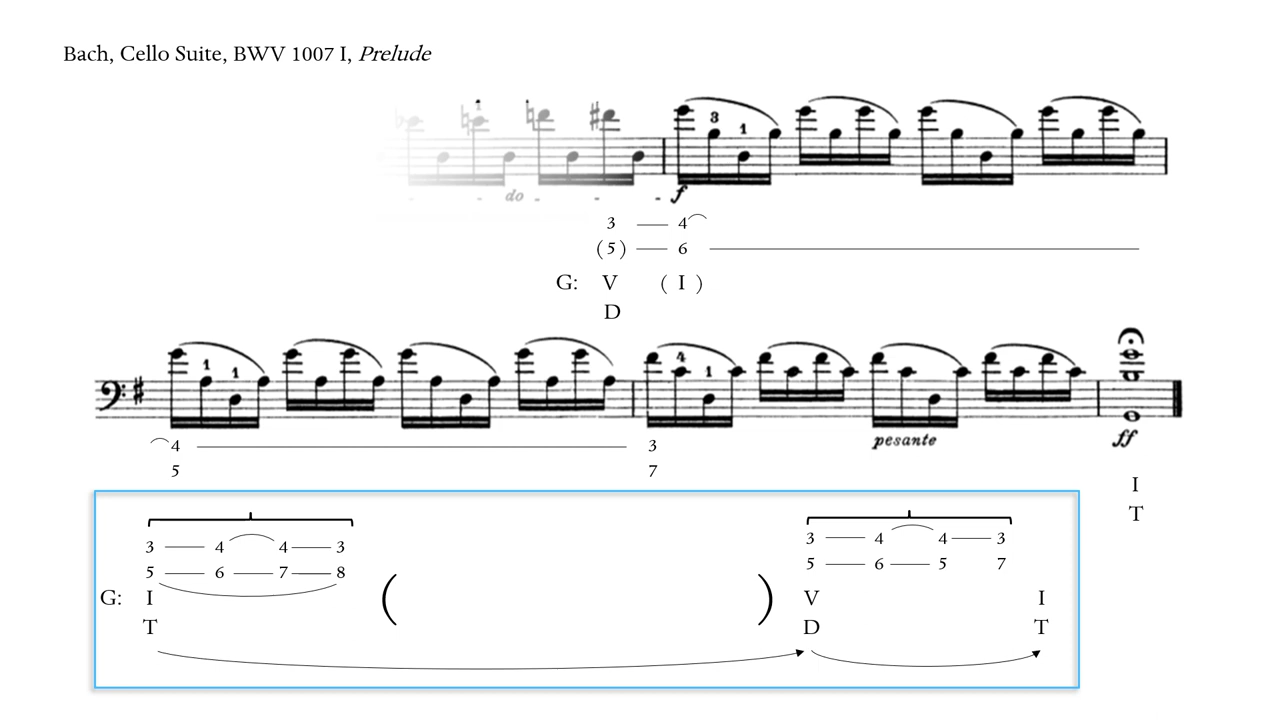 Bach, Cello Suite, BWV 1007 I, Prelude
1
3
1
- - do - - - f
3 — 4
(5) — 6
G: V ( I )
D
1 1
4 1
pesante
ff
4 3
5 7
I
T
3 — 4 4 — 3
5 — 6 — 7 — 8
G: I ( )
T
3 — 4 4 — 3
5 — 6 — 5 7
V I
D T